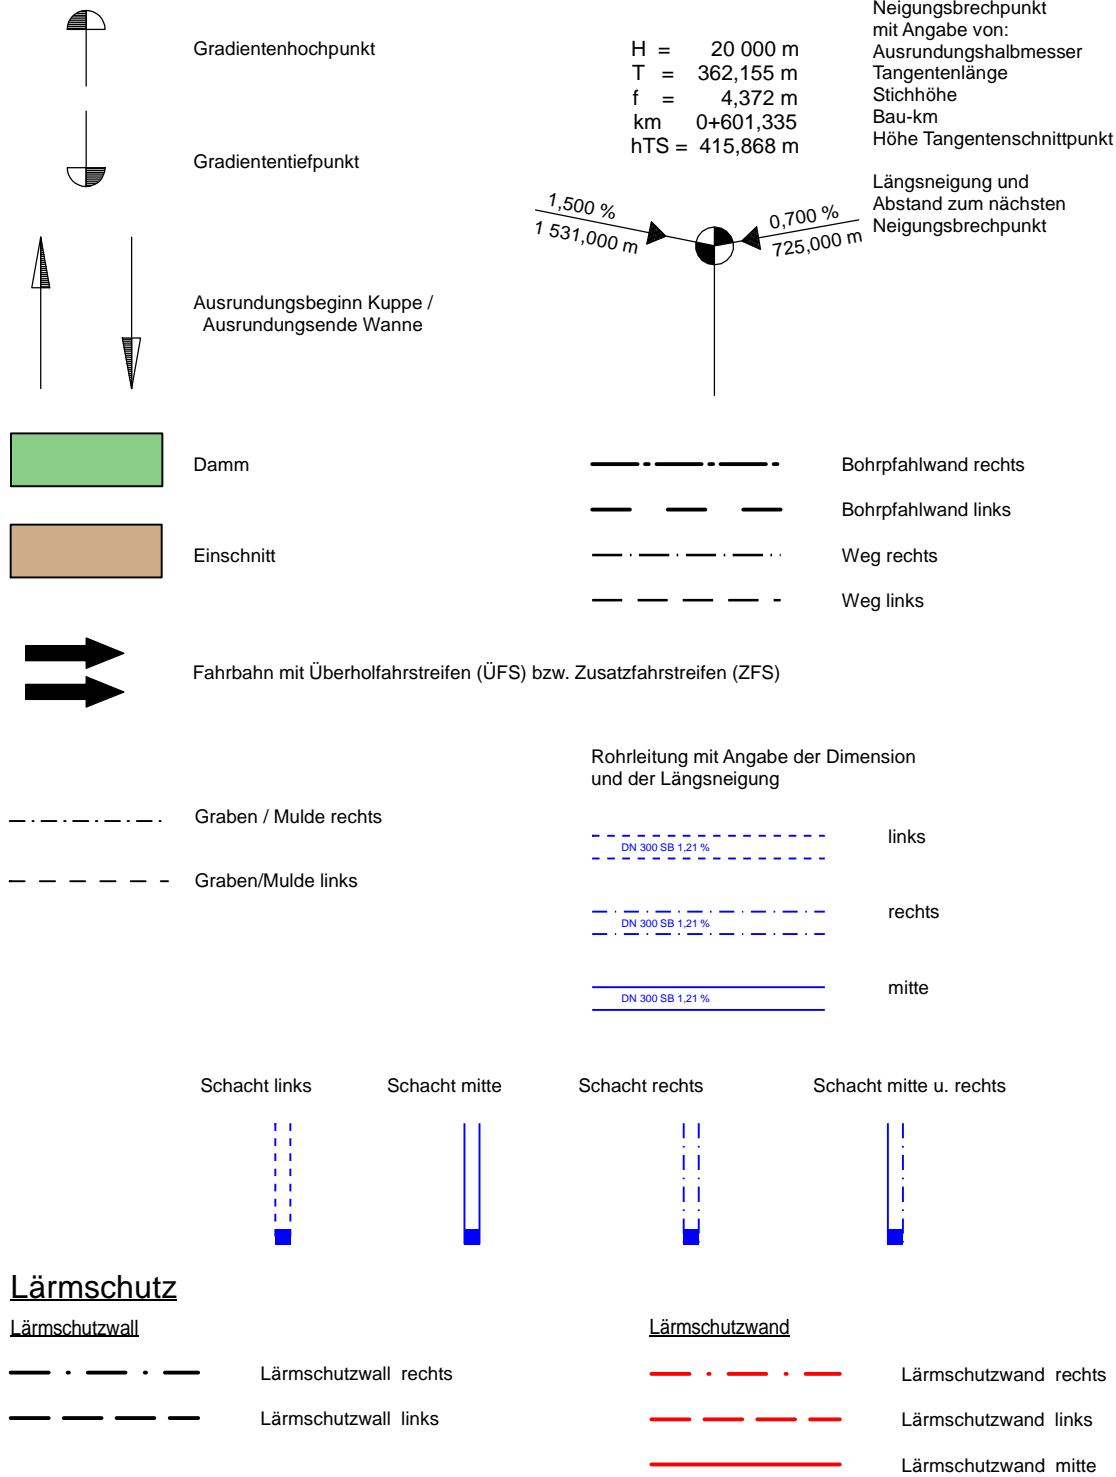 Gradientenhochpunkt
Gradiententiefpunkt
Ausrundungsbeginn Kuppe /
Ausrundungsende Wanne
H = 20 000 m
T = 362,155 m
f = 4,372 m
km 0+601,335
hTS = 415,868 m
Neigungsbrechpunkt
mit Angabe von:
Ausrundungshalbmesser
Tangentenlänge
Stichhöhe
Bau-km
Höhe Tangentenschnittpunkt
Längsneigung und
Abstand zum nächsten
Neigungsbrechpunkt
1,500 %
1 531,000 m
0,700 %
725,000 m
Damm
Einschnitt
Bohrpfahlwand rechts
Bohrpfahlwand links
Weg rechts
Weg links
Fahrbahn mit Überholfahrstreifen (ÜFS) bzw. Zusatzfahrstreifen (ZFS)
Graben / Mulde rechts
Graben/Mulde links
Rohrleitung mit Angabe der Dimension
und der Längsneigung
DN 300 SB 1,21 %
links
DN 300 SB 1,21 %
rechts
DN 300 SB 1,21 %
mitte
Schacht links
Schacht mitte
Schacht rechts
Schacht mitte u. rechts
Lärmschutz
Lärmschutzwall
Lärmschutzwall rechts
Lärmschutzwall links
Lärmschutzwand
Lärmschutzwand rechts
Lärmschutzwand links
Lärmschutzwand mitte